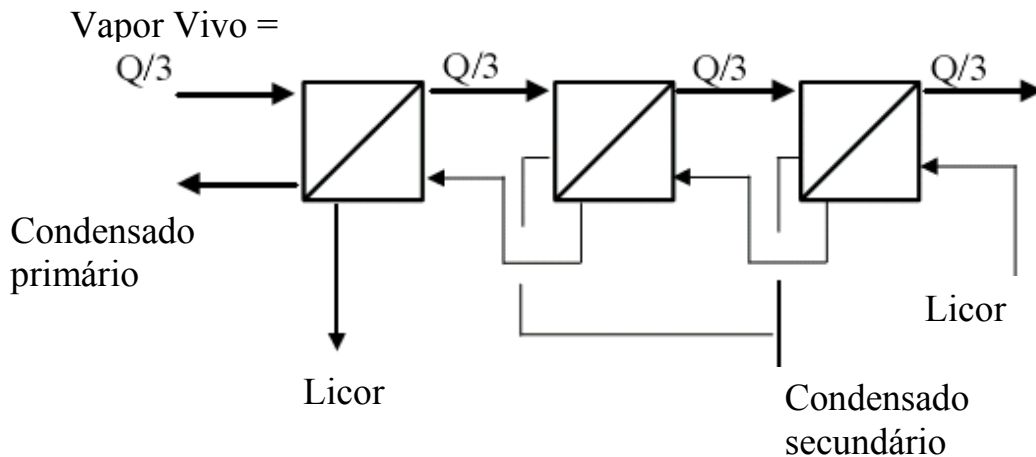 Vapor Vivo =
Q/3
Q/3
Q/3
Q/3
Condensado
primário
Licor
Licor
Condensado
secundário